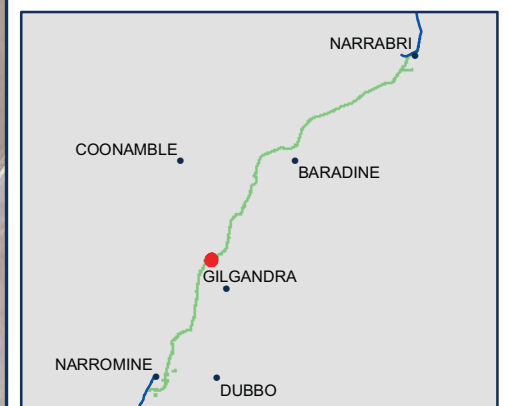 NARRABRI
COONAMBLE
BARADINE
GILGANDRA
NARROMINE
DUBBO